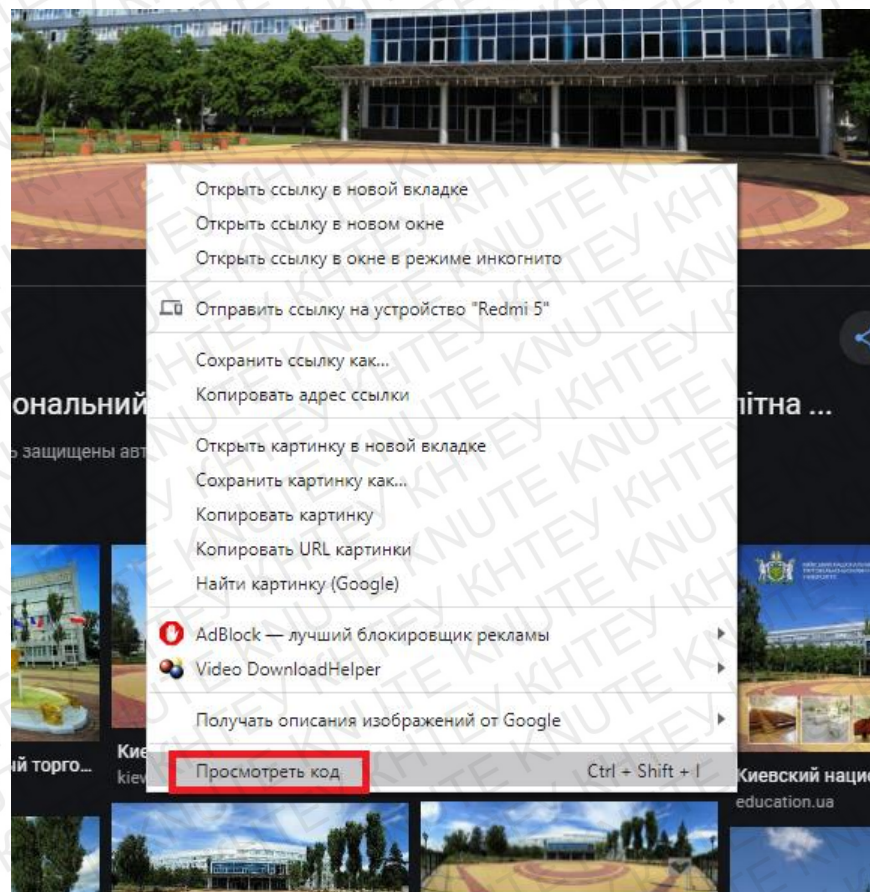 Открыть ссылку в новой вкладке
Открыть ссылку в новом окне
Открыть ссылку в окне в режиме инкогнито
Отправить ссылку на устройство "Redmi 5"
Сохранить ссылку как...
Копировать адрес ссылки
ональний
літна ...
ь защищены авт
Открыть картинку в новой вкладке
Сохранить картинку как...
Копировать картинку
Копировать URL картинки
Найти картинку (Google)
AdBlock — лучший блокировщик рекламы
Video DownloadHelper
Получать описания изображений от Google
ий торго...
Кие
kiev
Просмотреть код Ctrl + Shift + I
Киевский нацио
education.ua
КНТЕУ KNUTE